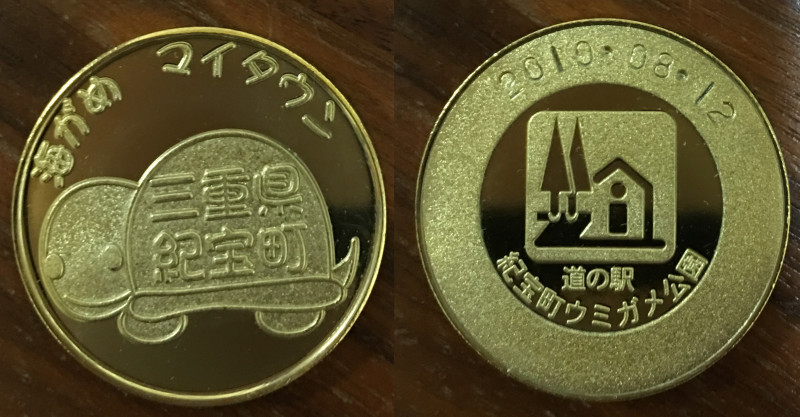 海がめ マイタウン
三重県
紀宝町
2010・08・12
道の駅
紀宝町ウミガメ公園